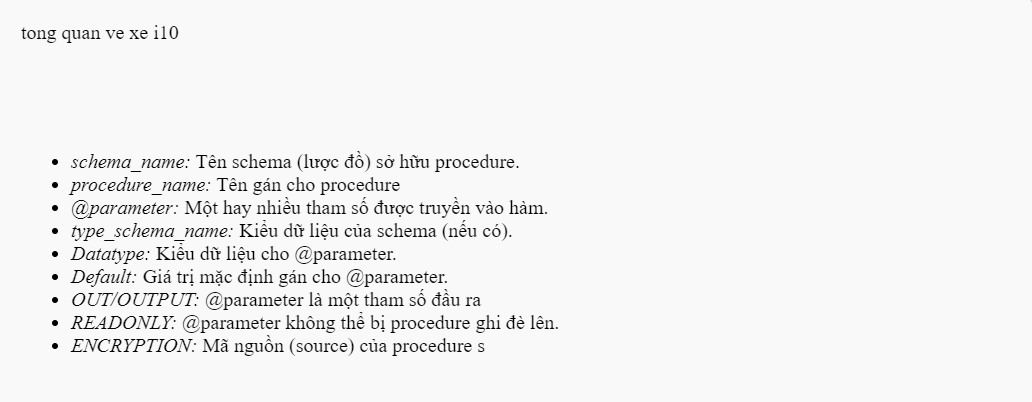 tong quan ve xe i10
schema_name: Tên schema (lược đồ) sở hữu procedure.
procedure_name: Tên gán cho procedure
@parameter: Một hay nhiều tham số được truyền vào hàm.
type_schema_name: Kiểu dữ liệu của schema (nếu có).
Datatype: Kiểu dữ liệu cho @parameter.
Default: Giá trị mặc định gán cho @parameter.
OUT/OUTPUT: @parameter là một tham số đầu ra
READONLY: @parameter không thể bị procedure ghi đè lên.
ENCRYPTION: Mã nguồn (source) của procedure s